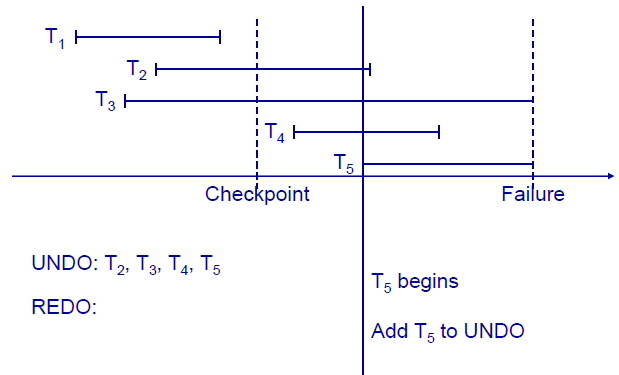 T₁
T₂
T₃
T₄
T₅
Checkpoint
Failure
UNDO: T₂, T₃, T₄, T₅
REDO:
T₅ begins
Add T₅ to UNDO